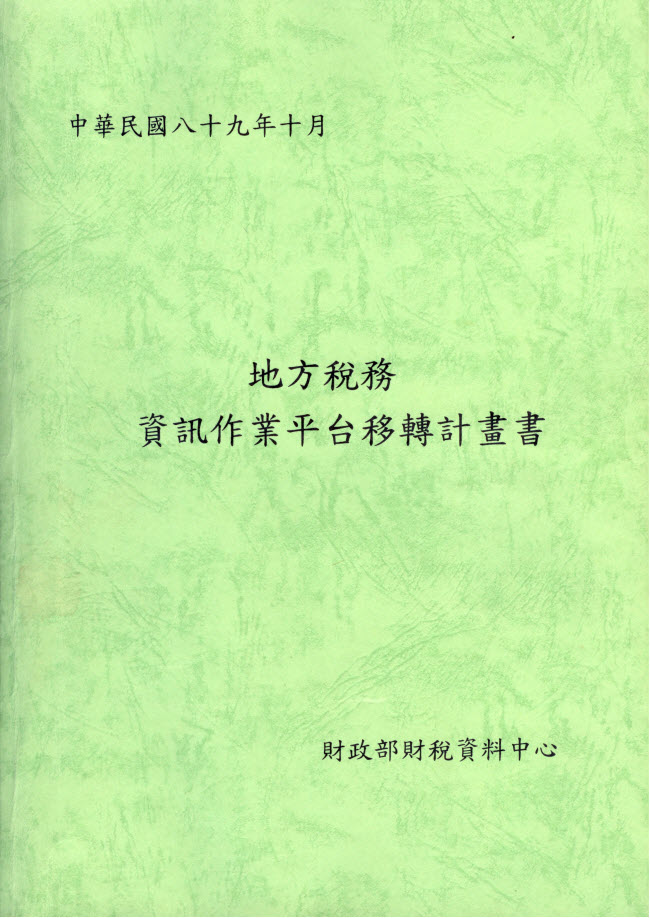 中華民國八十九年十月
地方稅務
資訊作業平台移轉計畫書
財政部財稅資料中心